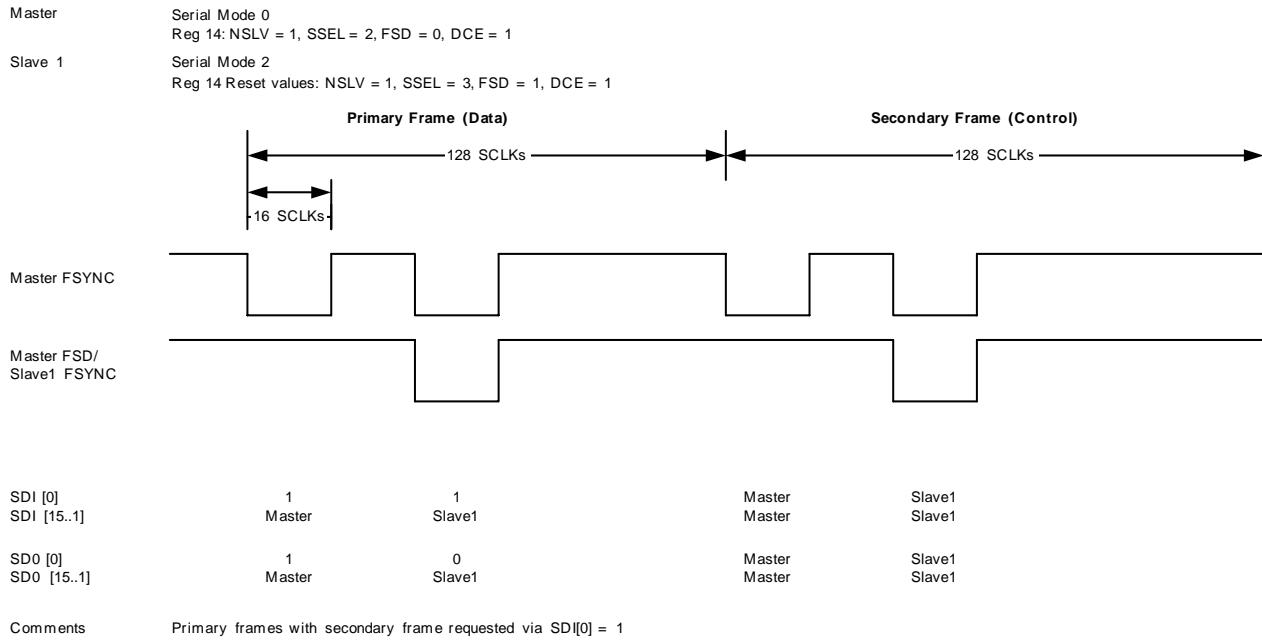 Master Serial Mode 0
Reg 14: NSLV = 1, SSEL = 2, FSD = 0, DCE = 1
Slave 1 Serial Mode 2
Reg 14 Reset values: NSLV = 1, SSEL = 3, FSD = 1, DCE = 1
Primary Frame (Data) Secondary Frame (Control)
128 SCLKs 128 SCLKs
16 SCLKs
Master FSYNC
Master FSD/
Slave1 FSYNC
SDI [0] 1 1 Master Slave1
SDI [15..1] Master Slave1 Master Slave1
SD0 [0] 1 0 Master Slave1
SD0 [15..1] Master Slave1 Master Slave1
Comments Primary frames with secondary frame requested via SDI[0] = 1